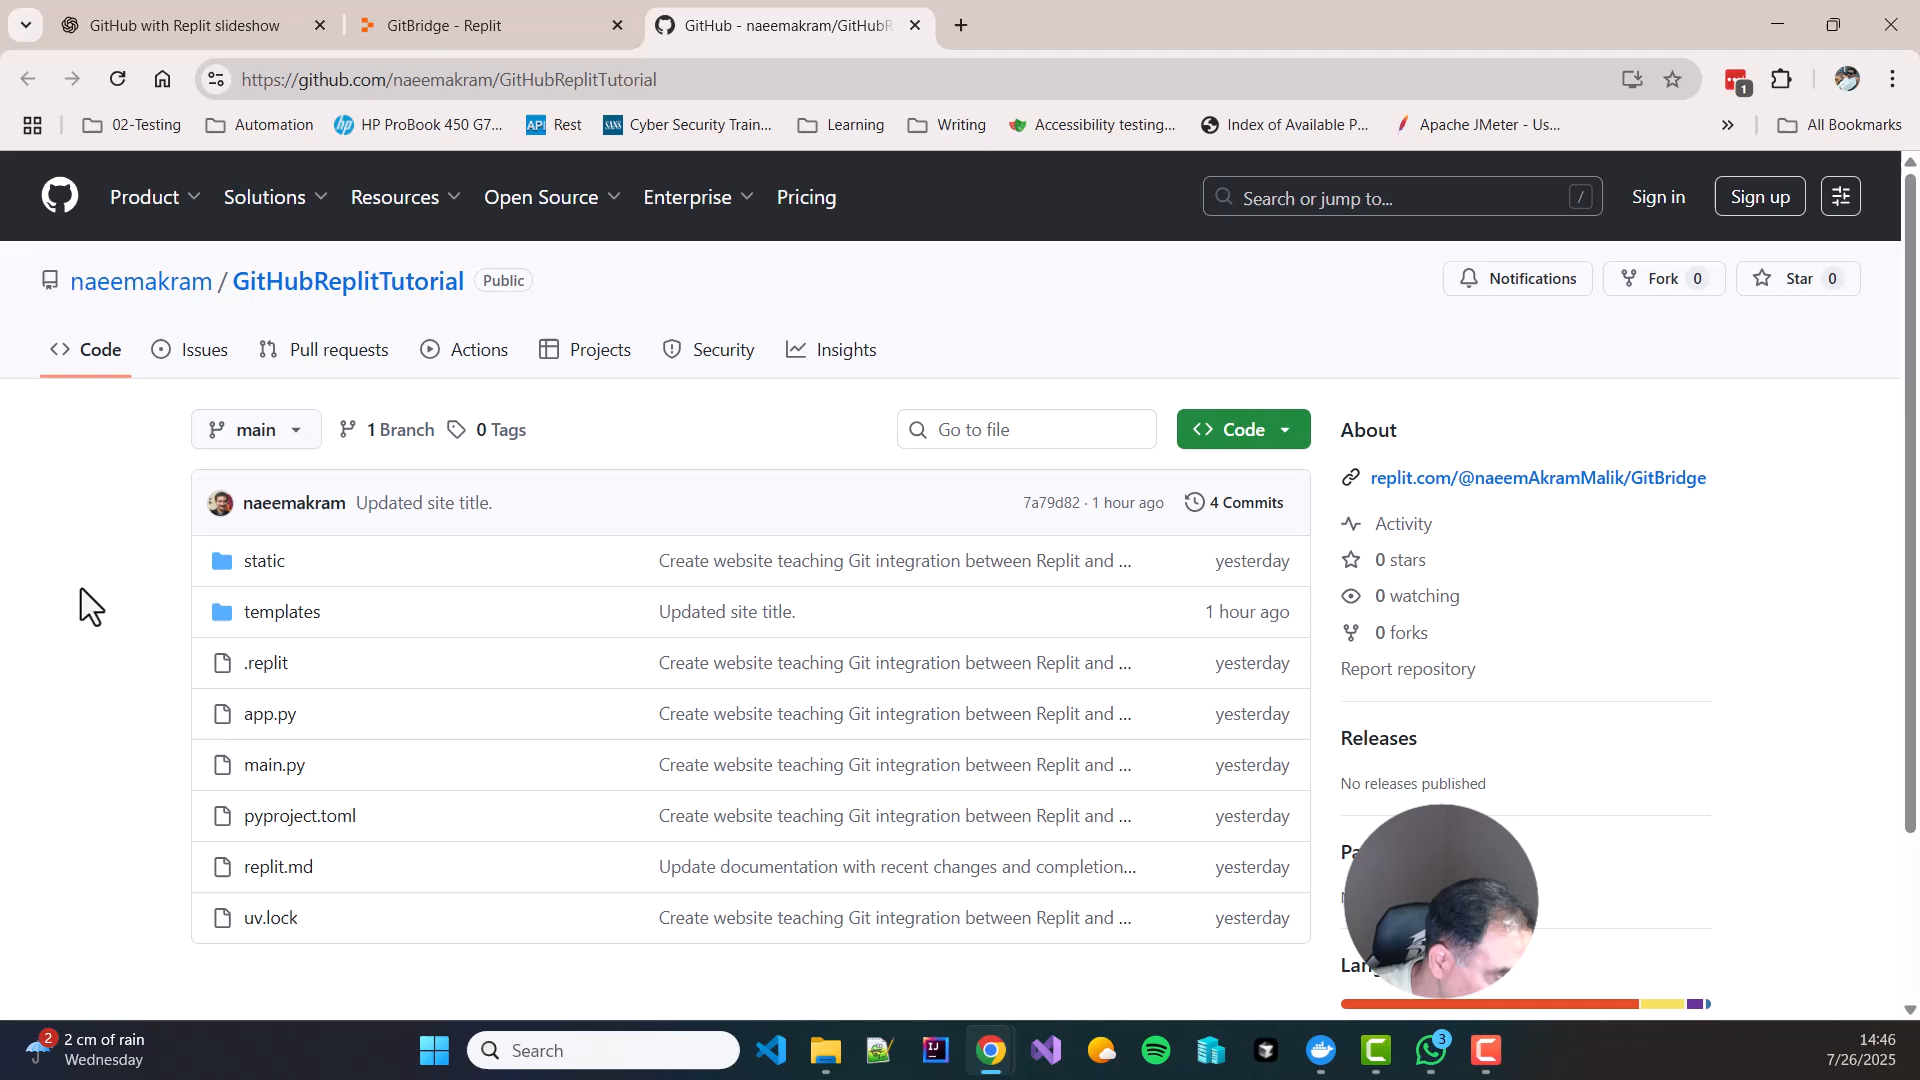 GitHub with Replit slideshow
GitBridge - Replit
GitHub - naeemakram/GitHubR
https://github.com/naeemakram/GitHubReplitTutorial
1
02-Testing
Automation
HP ProBook 450 G7...
API Rest
SANS Cyber Security Train...
Learning
Writing
Accessibility testing...
Index of Available P...
Apache JMeter - Us...
All Bookmarks
Product
Solutions
Resources
Open Source
Enterprise
Pricing
Search or jump to...
/
Sign in
Sign up
naeemakram / GitHubReplitTutorial
Public
Notifications
Fork 0
Star 0
Code
Issues
Pull requests
Actions
Projects
Security
Insights
main
1 Branch
0 Tags
Go to file
Code
naeemakram Updated site title. 7a79d82 · 1 hour ago 4 Commits
static Create website teaching Git integration between Replit and ... yesterday
templates Updated site title. 1 hour ago
.replit Create website teaching Git integration between Replit and ... yesterday
app.py Create website teaching Git integration between Replit and ... yesterday
main.py Create website teaching Git integration between Replit and ... yesterday
pyproject.toml Create website teaching Git integration between Replit and ... yesterday
replit.md Update documentation with recent changes and completion... yesterday
uv.lock Create website teaching Git integration between Replit and ... yesterday
About
replit.com/@naeemAkramMalik/GitBridge
Activity
0 stars
0 watching
0 forks
Report repository
Releases
No releases published
2
2 cm of rain
Wednesday
Search
IJ
3
14:46
7/26/2025